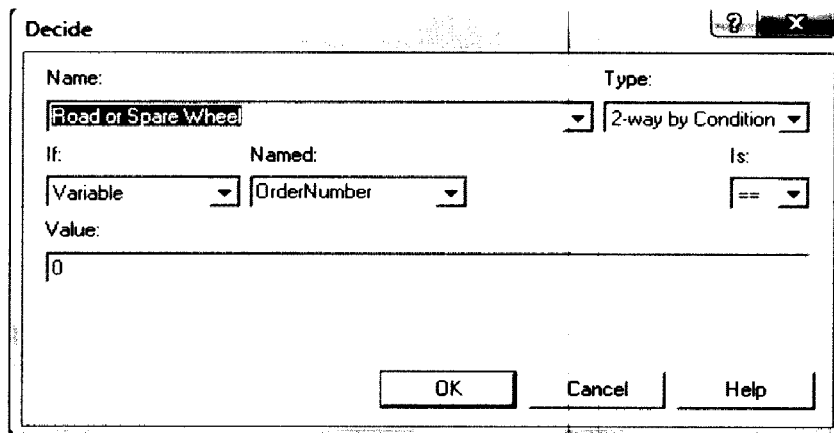 Decide
Name: Type:
Road or Spare Wheel 2-way by Condition
If: Named: Is:
Variable OrderNumber ==
Value:
0
OK Cancel Help